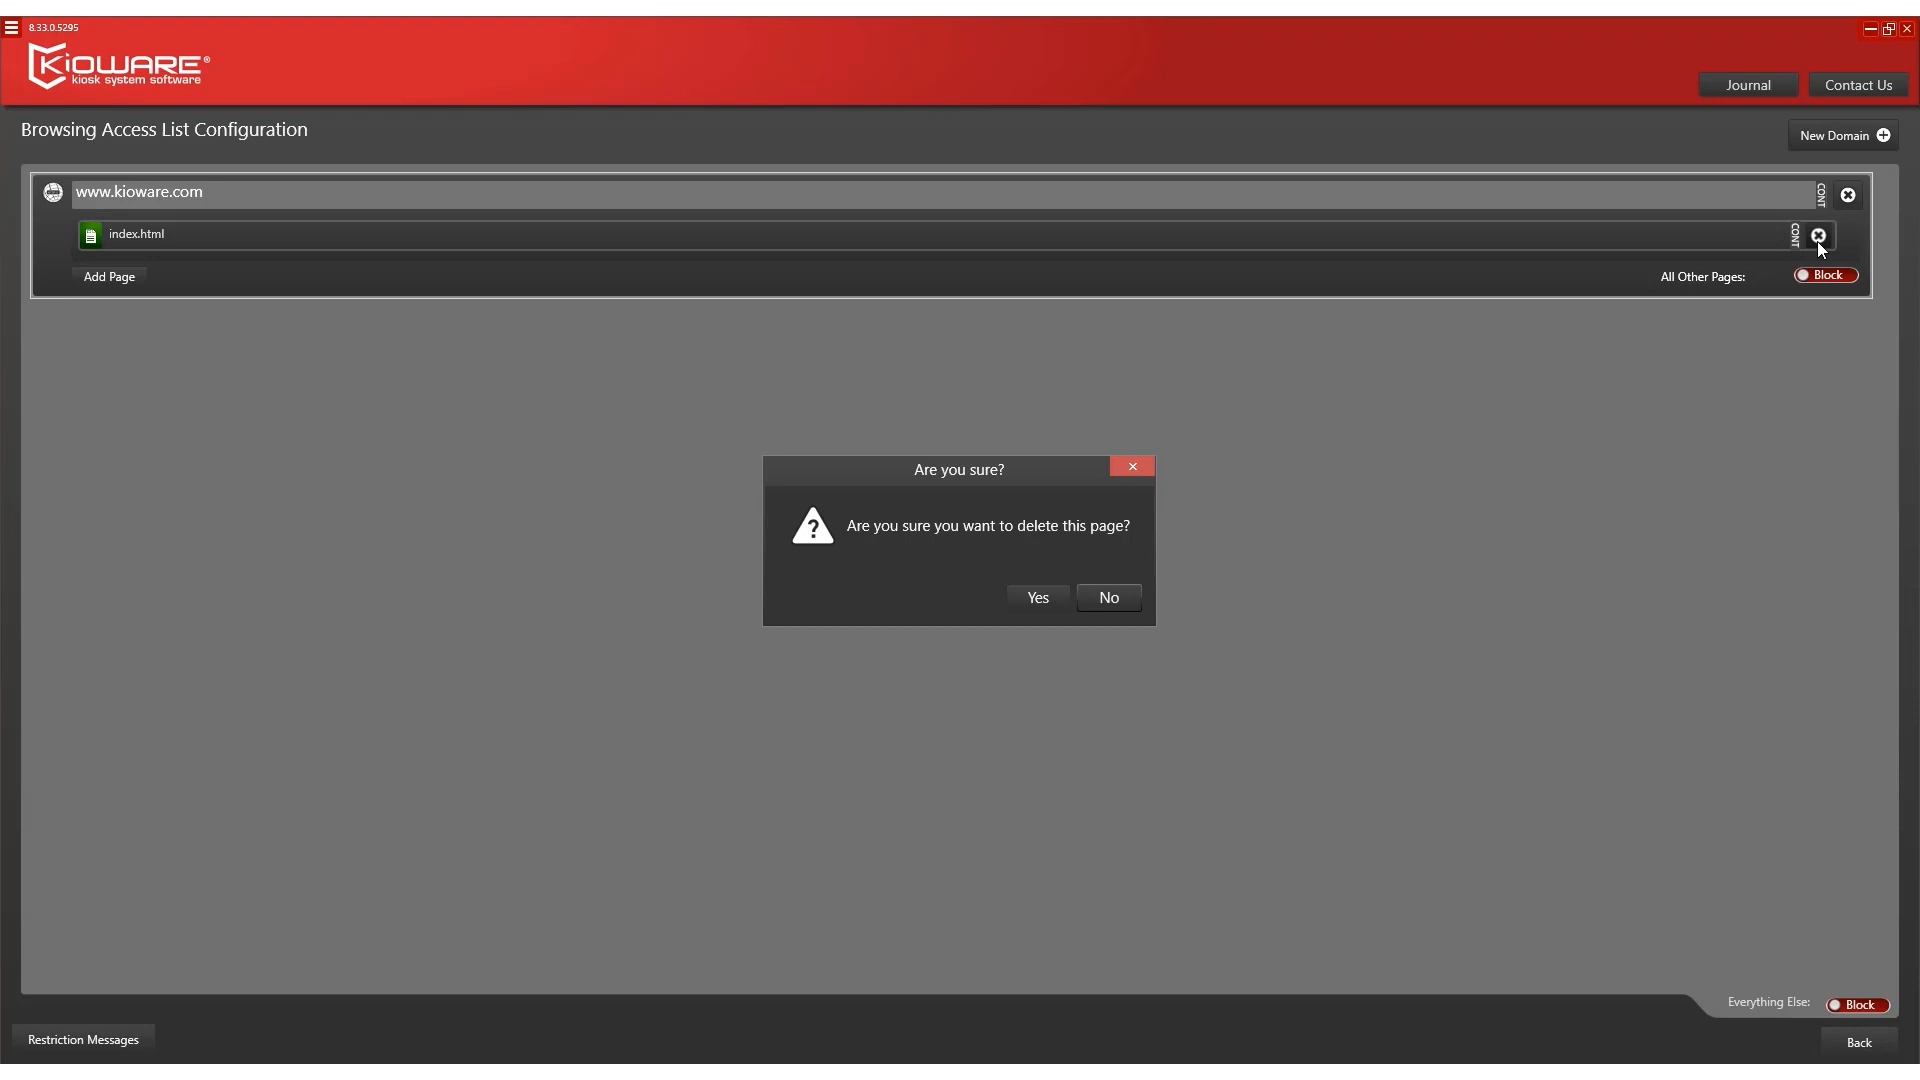 8.33.0.5295
KIOWARE®
kiosk system software
Journal
Contact Us
Browsing Access List Configuration
New Domain
www.kioware.com
CONT
index.html
CONT
Add Page
All Other Pages:
Block
Are you sure?
Are you sure you want to delete this page?
Yes
No
Everything Else:
Block
Restriction Messages
Back